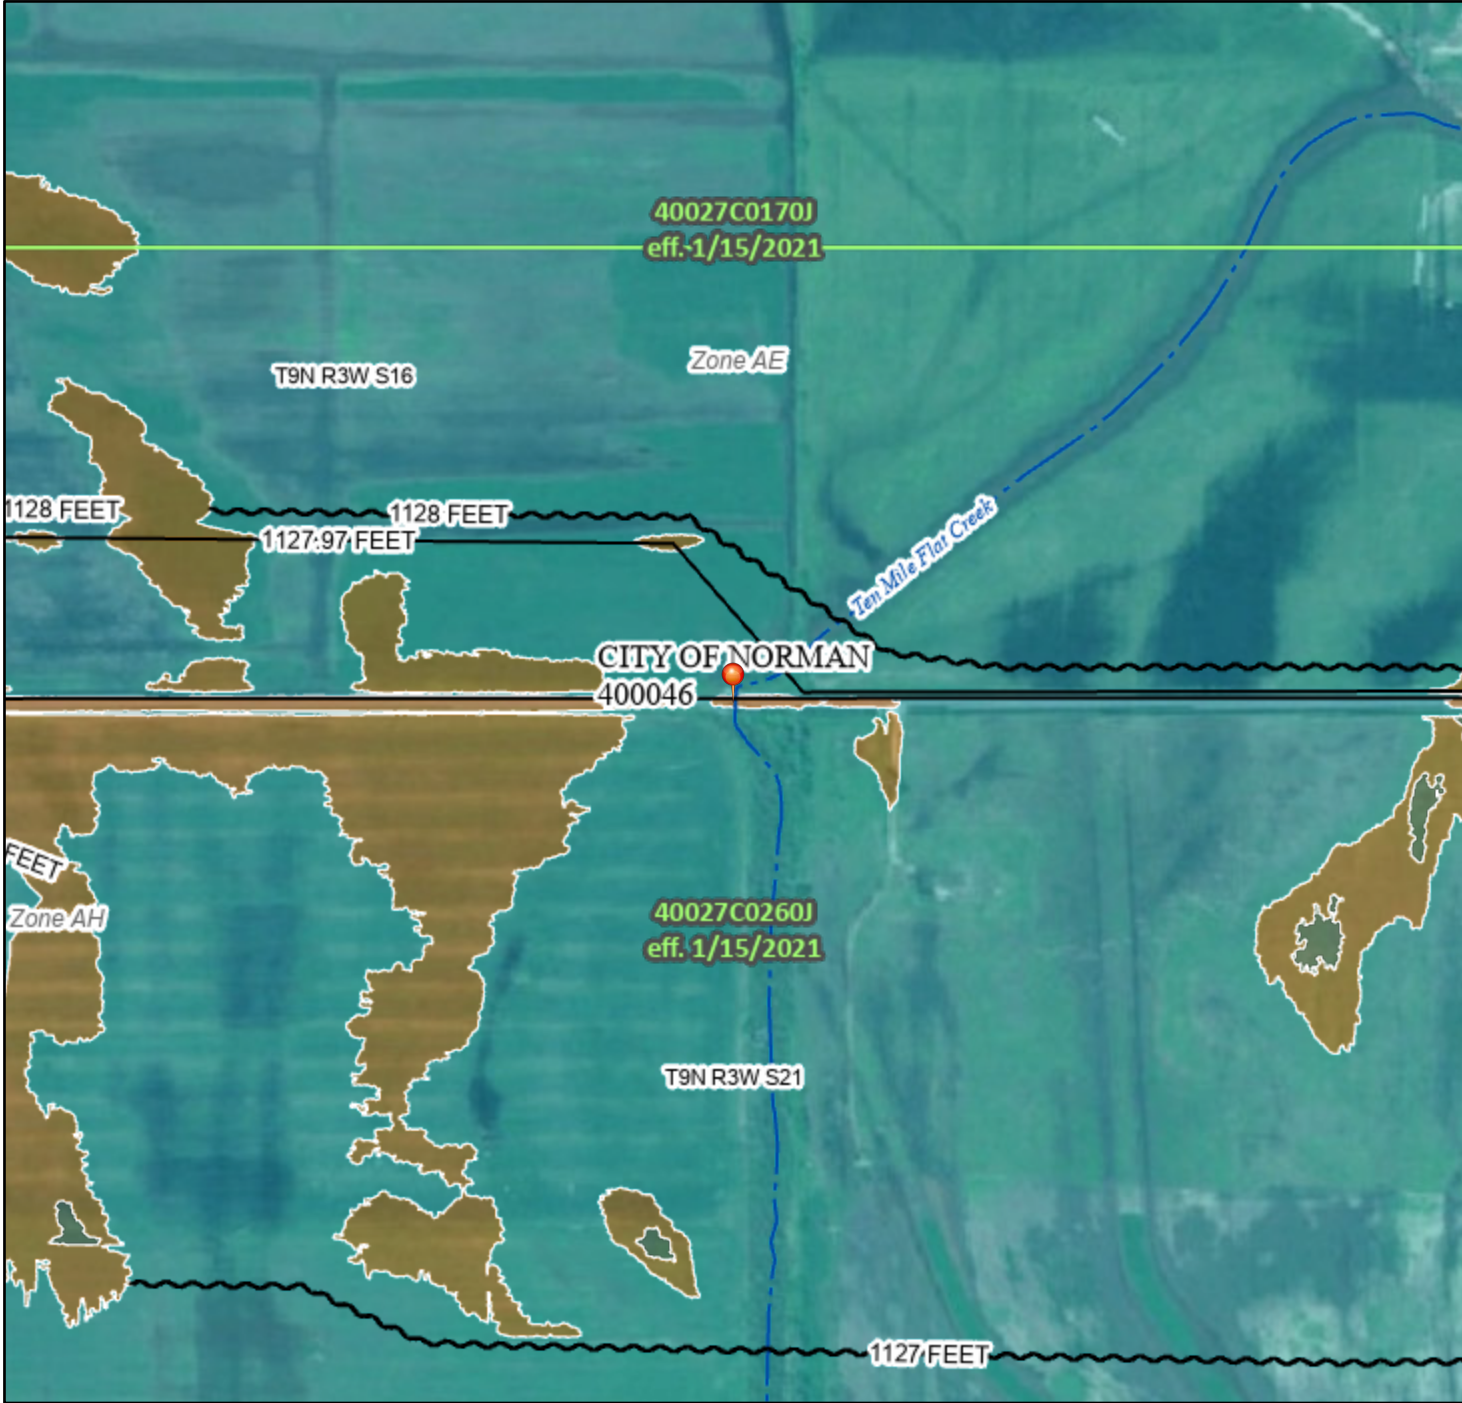 40027C0170J
eff. 1/15/2021
Zone AE
T9N R3W S16
1128 FEET
1128 FEET
1127.97 FEET
Ten Mile Flat Creek
CITY OF NORMAN
400046
FEET
Zone AH
40027C0260J
eff. 1/15/2021
T9N R3W S21
1127 FEET